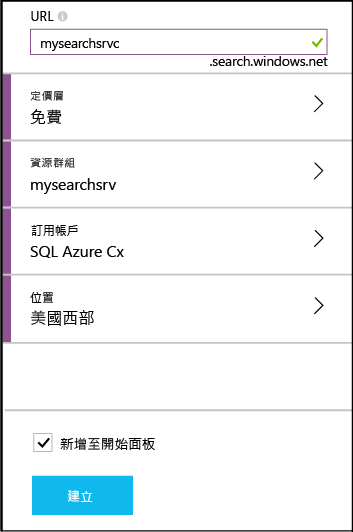 URL
mysearchsrvc
.search.windows.net
定價層
免費
資源群組
mysearchsrv
訂用帳戶
SQL Azure Cx
位置
美國西部
新增至開始面板
建立